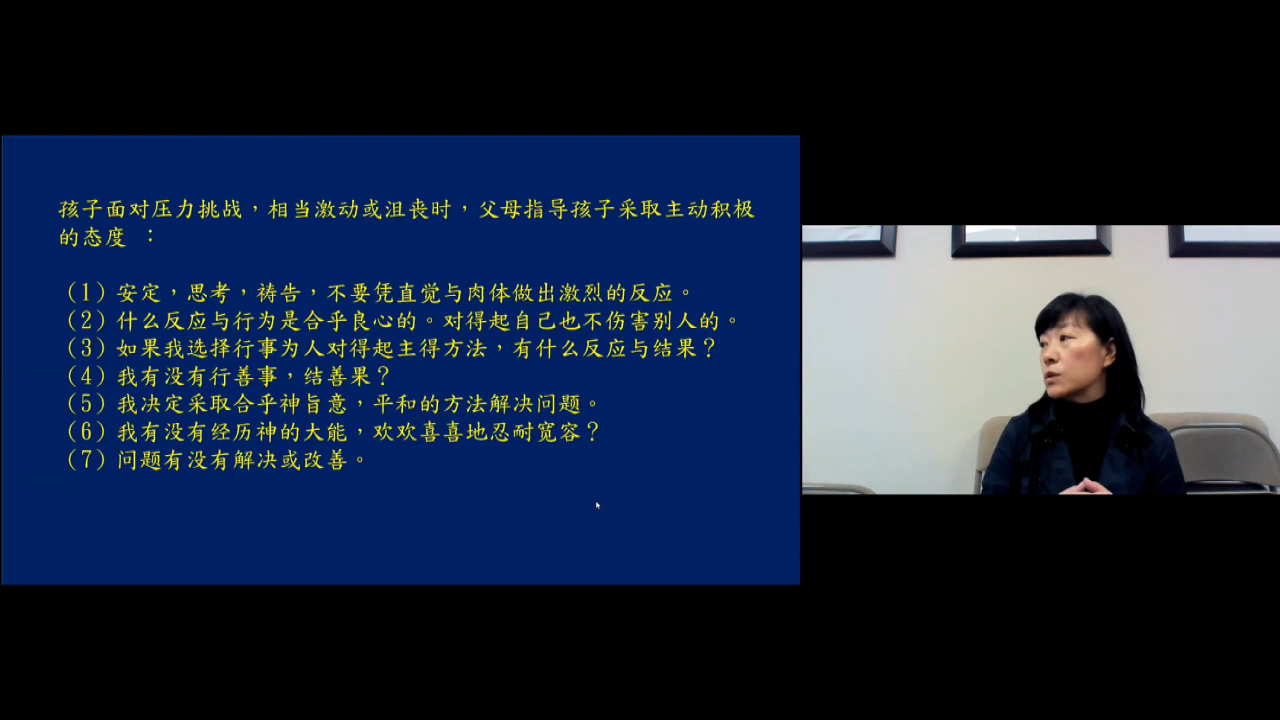 孩子面对压力挑战，相当激动或沮丧时，父母指导孩子采取主动积极
的态度 ：
（1）安定，思考，祷告，不要凭直觉与肉体做出激烈的反应。
（2）什么反应与行为是合乎良心的。对得起自己也不伤害别人的。
（3）如果我选择行事为人对得起主得方法，有什么反应与结果？
（4）我有没有行善事，结善果？
（5）我决定采取合乎神旨意，平和的方法解决问题。
（6）我有没有经历神的大能，欢欢喜喜地忍耐宽容？
（7）问题有没有解决或改善。